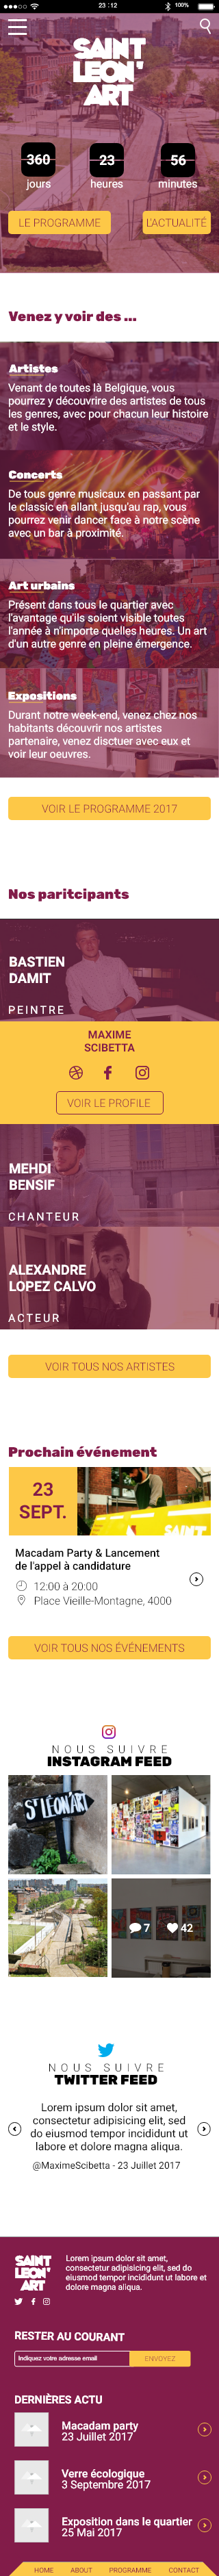 23:12
100%
SAINT
LEON'
ART
360
23
56
jours
heures
minutes
LE PROGRAMME
L'ACTUALITÉ
Venez y voir des ...
Artistes
Venant de toutes là Belgique, vous
pourrez y découvrire des artistes de tous
les genres, avec pour chacun leur histoire
et le style.
Concerts
De tous genre musicaux en passant par
le classic en allant jusqu'au rap. vous
pourrez venir dancer face à notre scène
avec un bar à proximité.
Art urbains
Présent dans tous le quartier avec
l'avantage qu'ils soient visible toutes
l'année à n'importe quelles heures. Un art
d'un autre genre en pleine émergence.
Expositions
Durant notre week-end, venez chez nos
habitants découvrir nos artistes
partenaire, venez disctuer avec eux et
voir leur oeuvres.
VOIR LE PROGRAMME 2017
Nos paritcipants
BASTIEN
DAMIT
PEINTRE
MAXIME
SCIBETTA
VOIR LE PROFILE
MEHDI
BENSIF
CHANTEUR
ALEXANDRE
LOPEZ CALVO
ACTEUR
VOIR TOUS NOS ARTISTES
Prochain événement
23
SEPT.
SAINT
Macadam Party & Lancement
de l'appel à candidature
12:00 à 20:00
Place Vieille-Montagne, 4000
VOIR TOUS NOS ÉVÉNEMENTS
NOUS SUIVRE
INSTAGRAM FEED
ST LÉON'ART
7
42
NOUS SUIVRE
TWITTER FEED
Lorem ipsum dolor sit amet,
consectetur adipisicing elit, sed
do eiusmod tempor incididunt ut
labore et dolore magna aliqua.
@MaximeScibetta - 23 Juillet 2017
SAINT
LEON'
ART
Lorem ipsum dolor sit amet,
consectetur adipisicing elit, sed do
eiusmod tempor incididunt ut labore et
dolore magna aliqua.
RESTER AU COURANT
Indiquez votre adresse email
ENVOYEZ
DERNIÈRES ACTU
Macadam party
23 Juillet 2017
Verre écologique
3 Septembre 2017
Exposition dans le quartier
25 Mai 2017
HOME
ABOUT
PROGRAMME
CONTACT